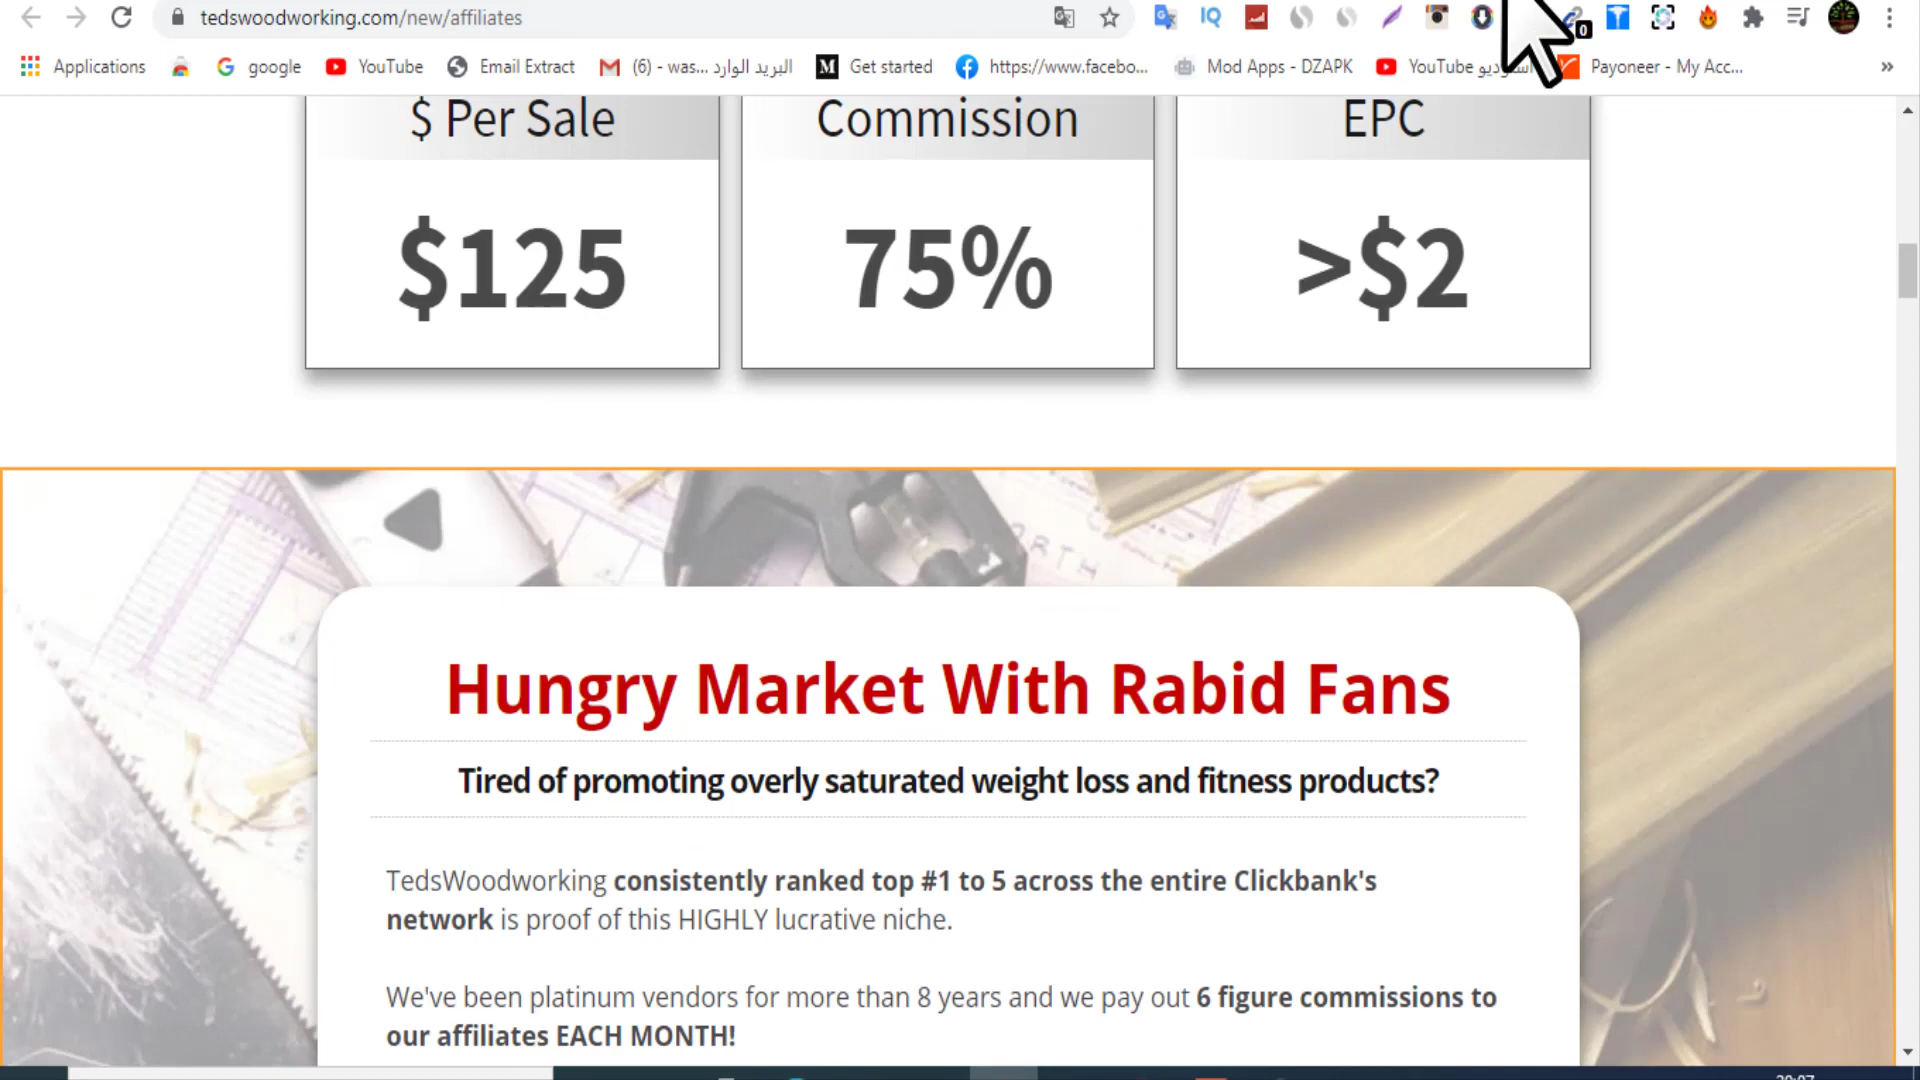 tedswoodworking.com/new/affiliates
IQ
0
Applications
google
YouTube
Email Extract
(6) - was... البريد الوارد
M Get started
https://www.facebo...
Mod Apps - DZAPK
YouTube
Payoneer - My Acc...
»
$ Per Sale
Commission
EPC
$125
75%
>$2
Hungry Market With Rabid Fans
Tired of promoting overly saturated weight loss and fitness products?
TedsWoodworking consistently ranked top #1 to 5 across the entire Clickbank's
network is proof of this HIGHLY lucrative niche.
We've been platinum vendors for more than 8 years and we pay out 6 figure commissions to
our affiliates EACH MONTH!